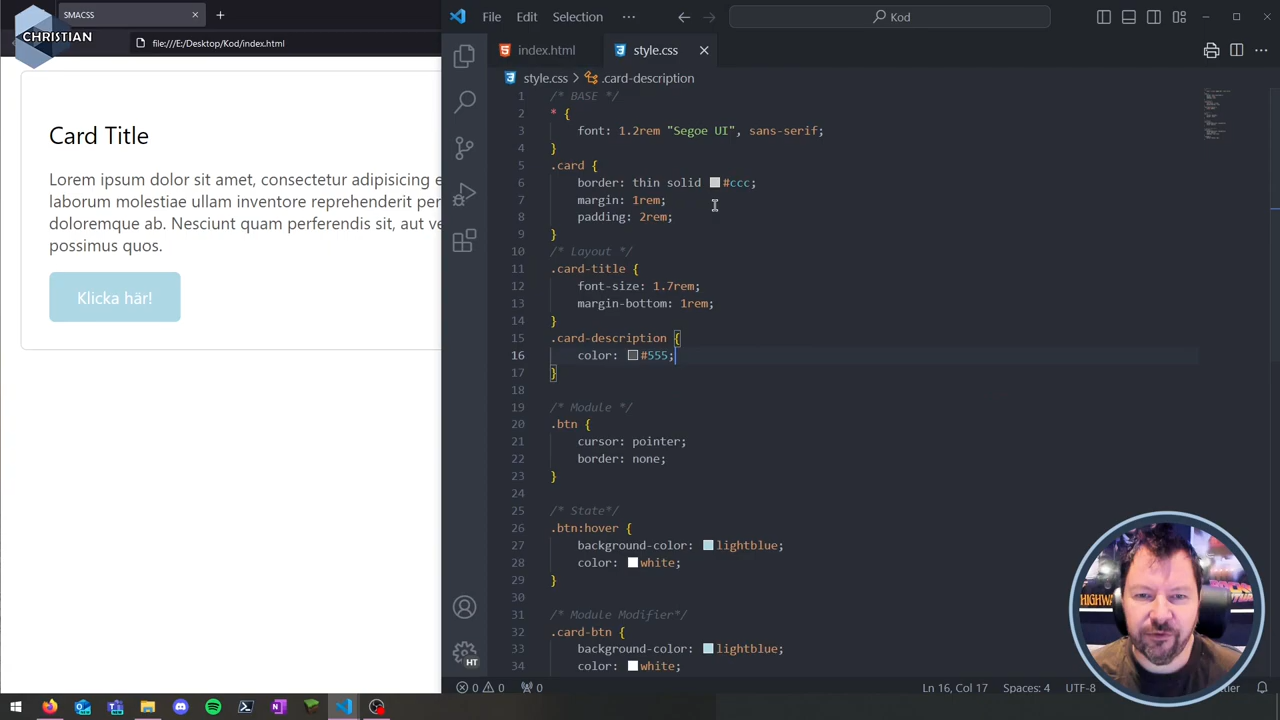 SMACSS
CHRISTIAN
file:///E:/Desktop/Kod/index.html
Card Title
Lorem ipsum dolor sit amet, consectetur adipisicing e
laborum molestiae ullam inventore reprehenderit per
doloremque ab. Nesciunt quam perferendis sit, aut ve
possimus quos.
Klicka här!
File Edit Selection ··· Kod
index.html style.css
style.css > .card-description
1 /* BASE */
2 * {
3 font: 1.2rem "Segoe UI", sans-serif;
4 }
5 .card {
6 border: thin solid #ccc;
7 margin: 1rem;
8 padding: 2rem;
9 }
10 /* Layout */
11 .card-title {
12 font-size: 1.7rem;
13 margin-bottom: 1rem;
14 }
15 .card-description {
16 color: #555;
17 }
18
19 /* Module */
20 .btn {
21 cursor: pointer;
22 border: none;
23 }
24
25 /* State*/
26 .btn:hover {
27 background-color: lightblue;
28 color: white;
29 }
30
31 /* Module Modifier*/
32 .card-btn {
33 background-color: lightblue;
34 color: white;
HIGHWA
HT
0 0 0 Ln 16, Col 17 Spaces: 4 UTF-8 tier